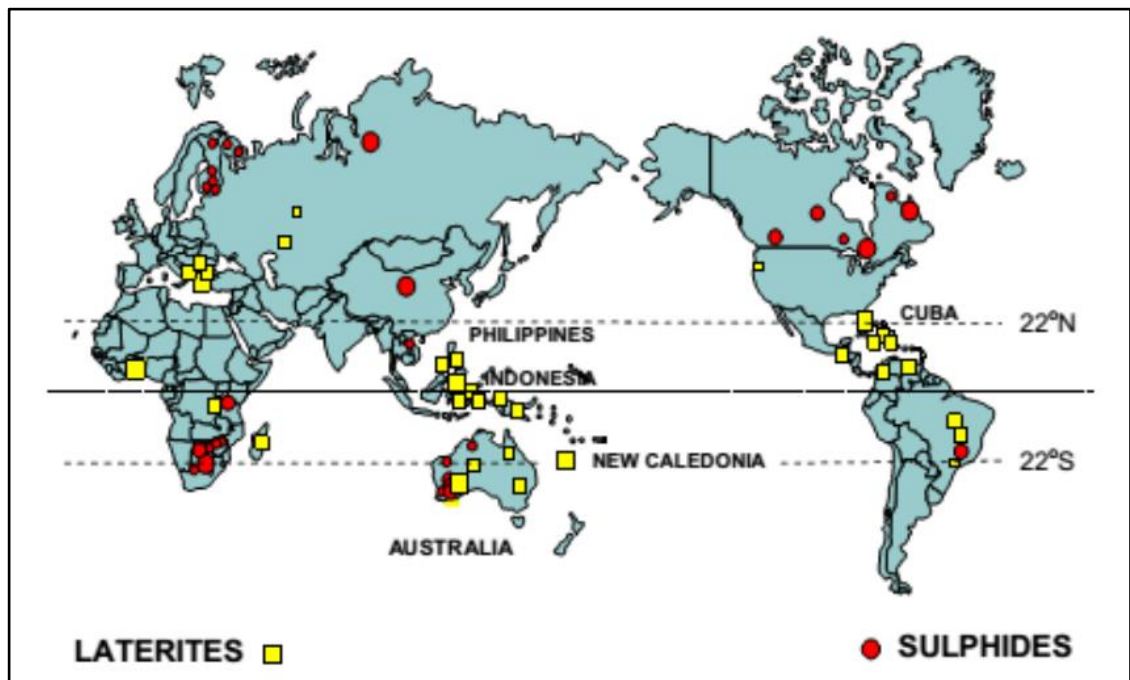 CUBA
22°N
PHILIPPINES
INDONESIA
NEW CALEDONIA
22°S
AUSTRALIA
LATERITES
SULPHIDES